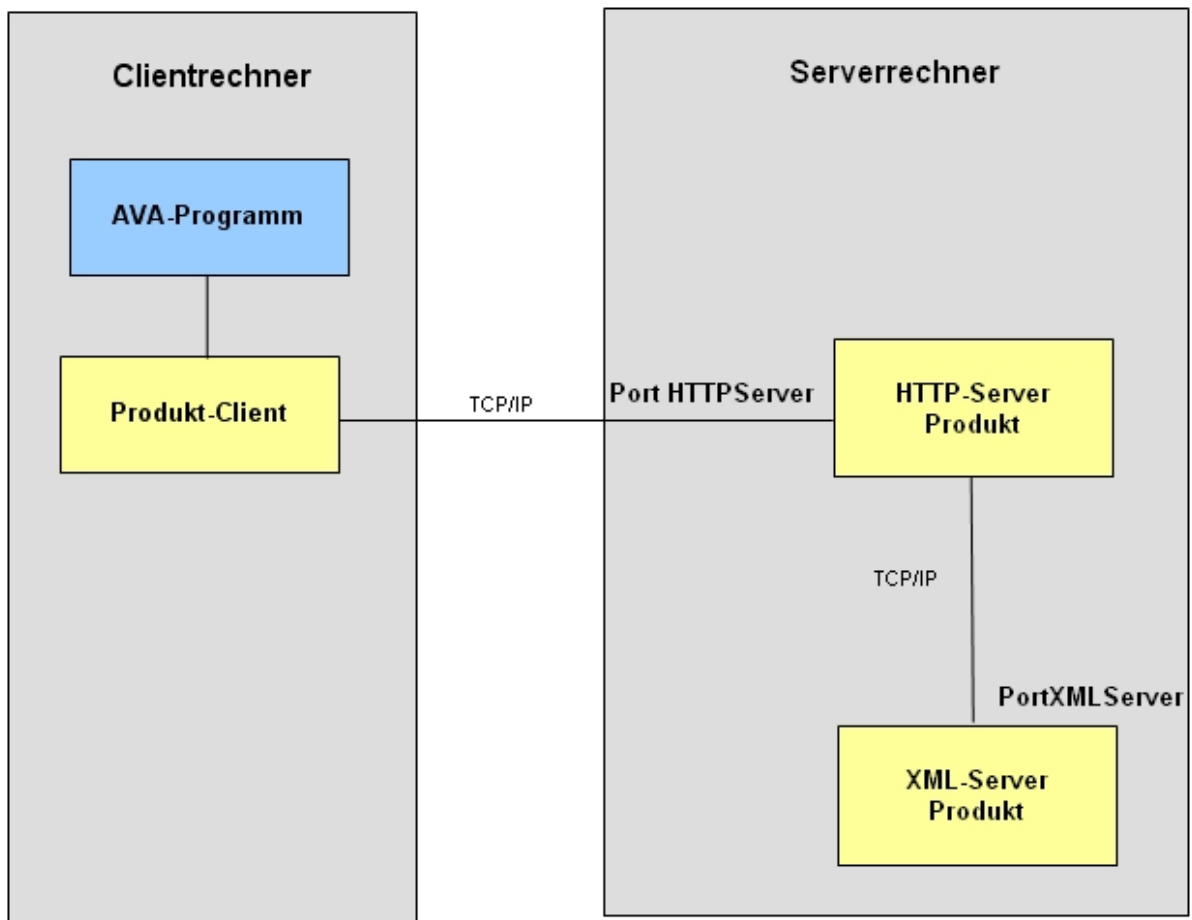 Clientrechner
Serverrechner
AVA-Programm
Produkt-Client
TCP/IP
Port HTTPServer
HTTP-Server
Produkt
TCP/IP
PortXMLServer
XML-Server
Produkt